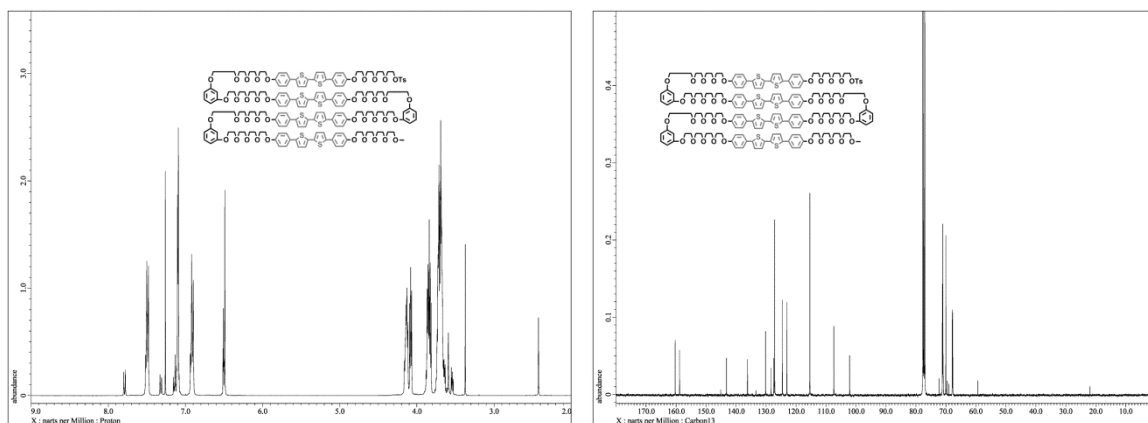 3.0
2.0
1.0
0
abundance
OTs
9.0 8.0 7.0 6.0 5.0 4.0 3.0 2.0
X : parts per Million : Proton
0.4
0.3
0.2
0.1
0
abundance
OTs
170.0 160.0 150.0 140.0 130.0 120.0 110.0 100.0 90.0 80.0 70.0 60.0 50.0 40.0 30.0 20.0 10.0 0
X : parts per Million : Carbon13